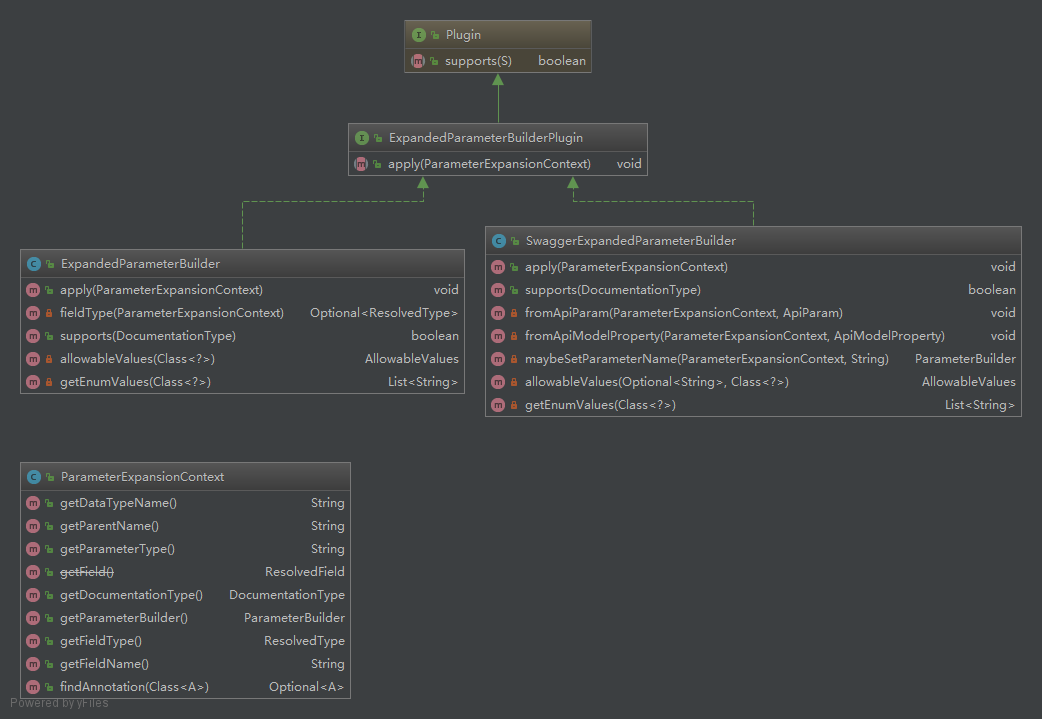 Plugin
supports(S) boolean
ExpandedParameterBuilderPlugin
apply(ParameterExpansionContext) void
ExpandedParameterBuilder
apply(ParameterExpansionContext) void
fieldType(ParameterExpansionContext) Optional<ResolvedType>
supports(DocumentationType) boolean
allowableValues(Class<?>) AllowableValues
getEnumValues(Class<?>) List<String>
SwaggerExpandedParameterBuilder
apply(ParameterExpansionContext) void
supports(DocumentationType) boolean
fromApiParam(ParameterExpansionContext, ApiParam) void
fromApiModelProperty(ParameterExpansionContext, ApiModelProperty) void
maybeSetParameterName(ParameterExpansionContext, String) ParameterBuilder
allowableValues(Optional<String>, Class<?>) AllowableValues
getEnumValues(Class<?>) List<String>
ParameterExpansionContext
getDataTypeName() String
getParentName() String
getParameterType() String
getField() ResolvedField
getDocumentationType() DocumentationType
getParameterBuilder() ParameterBuilder
getFieldType() ResolvedType
getFieldName() String
findAnnotation(Class<A>) Optional<A>
Powered by yFiles